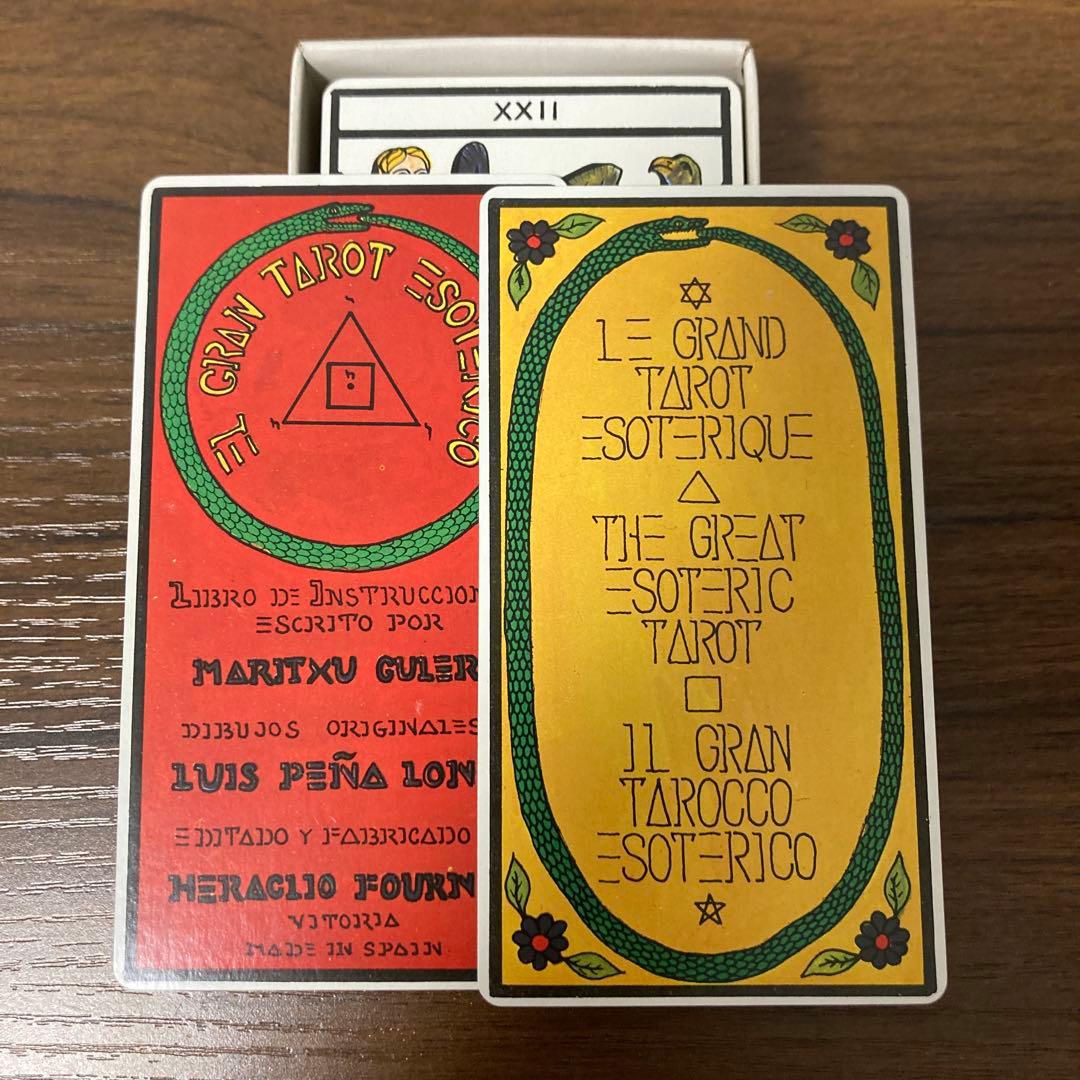 XXII
EL GRAN TAROT ESOTERICO
LIBRO DE INSTRUCCION
ESCRITO POR
MARITXU GULER
DIBUJOS ORIGINALES
LUIS PEÑA LON
EDITADO Y FABRICADO
HERACLIO FOURN
VITORIA
MADE IN SPAIN
LE GRAND
TAROT
ESOTERIQUE
THE GREAT
ESOTERIC
TAROT
IL GRAN
TAROCCO
ESOTERICO